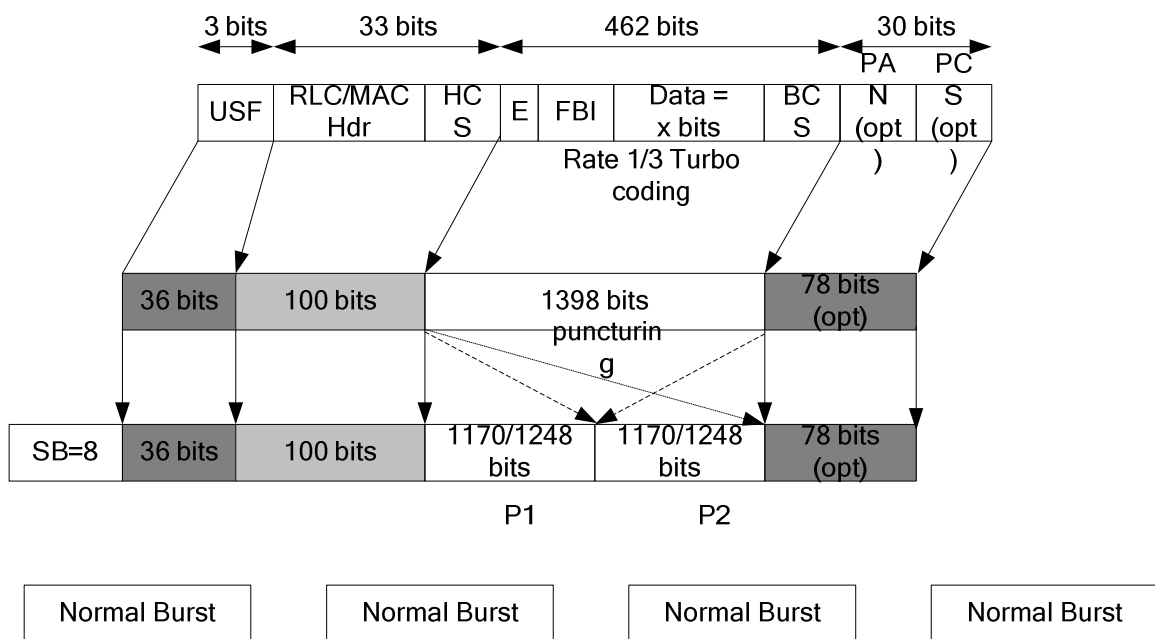 3 bits 33 bits 462 bits 30 bits
USF
RLC/MAC
Hdr
HC
S
E
FBI
Data =
x bits
BC
S
PA
N
(opt
)
PC
S
(opt
)
Rate 1/3 Turbo
coding
36 bits
100 bits
1398 bits
78 bits
(opt)
puncturin
g
SB=8
36 bits
100 bits
1170/1248
bits
1170/1248
bits
78 bits
(opt)
P1 P2
Normal Burst Normal Burst Normal Burst Normal Burst